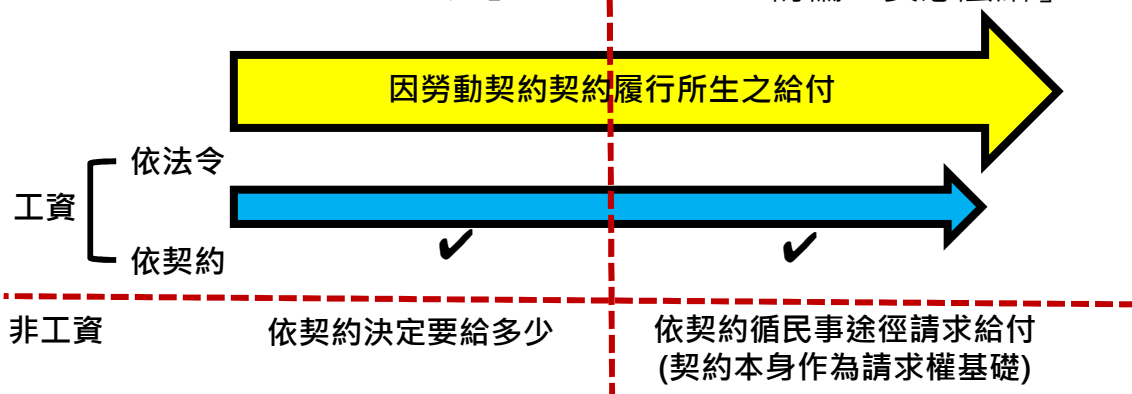 因勞動契約契約履行所生之給付
依法令
工資
依契約
非工資
依契約決定要給多少
依契約循民事途徑請求給付
(契約本身作為請求權基礎)